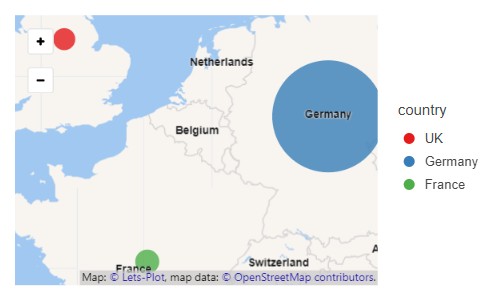 +
−
Netherlands
Belgium
Germany
France
Switzerland
A
Map: © Lets-Plot, map data: © OpenStreetMap contributors.
country
UK
Germany
France